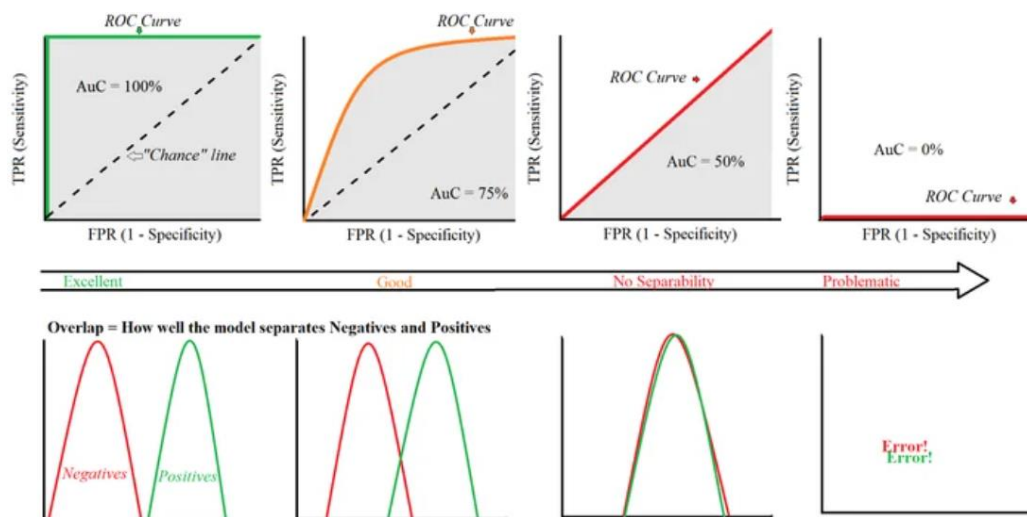 ROC Curve
AuC = 100%
"Chance" line
TPR (Sensitivity)
FPR (1 - Specificity)
ROC Curve
AuC = 75%
TPR (Sensitivity)
FPR (1 - Specificity)
ROC Curve
AuC = 50%
TPR (Sensitivity)
FPR (1 - Specificity)
AuC = 0%
ROC Curve
TPR (Sensitivity)
FPR (1 - Specificity)
Excellent
Good
No Separability
Problematic
Overlap = How well the model separates Negatives and Positives
Negatives
Positives
Error!
Error!